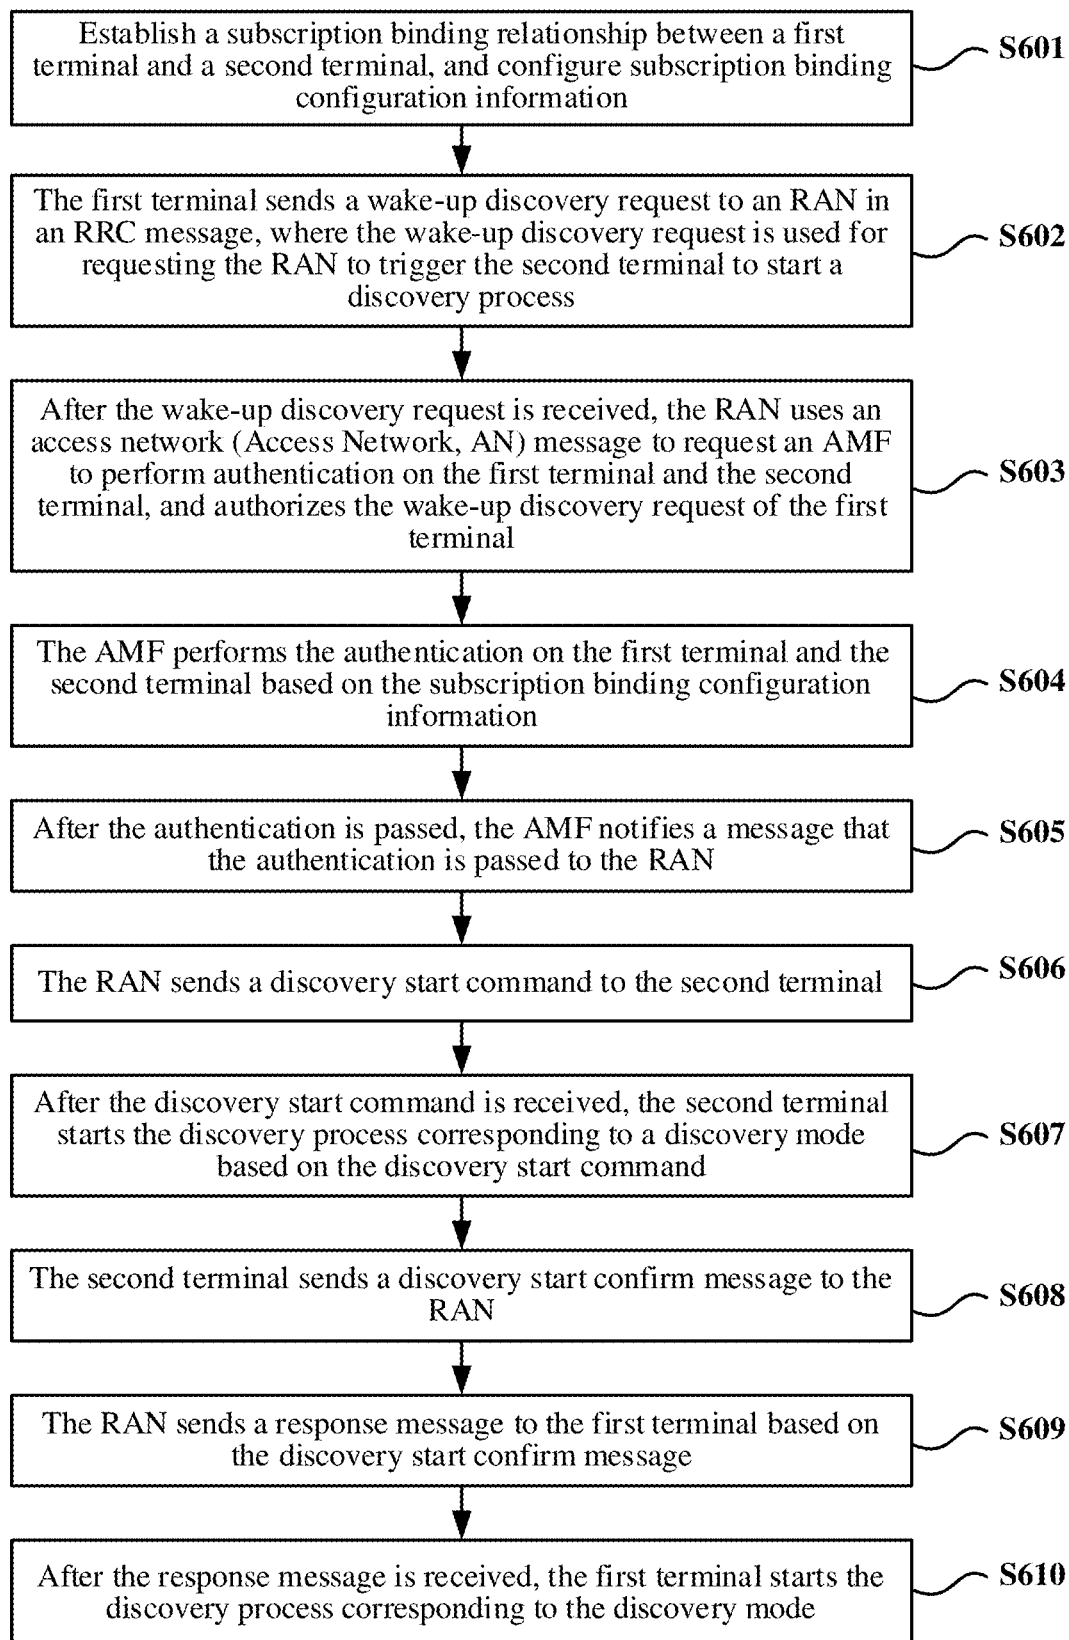 Establish a subscription binding relationship between a first
terminal and a second terminal, and configure subscription binding
configuration information
S601
The first terminal sends a wake-up discovery request to an RAN in
an RRC message, where the wake-up discovery request is used for
requesting the RAN to trigger the second terminal to start a
discovery process
S602
After the wake-up discovery request is received, the RAN uses an
access network (Access Network, AN) message to request an AMF
to perform authentication on the first terminal and the second
terminal, and authorizes the wake-up discovery request of the first
terminal
S603
The AMF performs the authentication on the first terminal and the
second terminal based on the subscription binding configuration
information
S604
After the authentication is passed, the AMF notifies a message that
the authentication is passed to the RAN
S605
The RAN sends a discovery start command to the second terminal
S606
After the discovery start command is received, the second terminal
starts the discovery process corresponding to a discovery mode
based on the discovery start command
S607
The second terminal sends a discovery start confirm message to the
RAN
S608
The RAN sends a response message to the first terminal based on
the discovery start confirm message
S609
After the response message is received, the first terminal starts the
discovery process corresponding to the discovery mode
S610